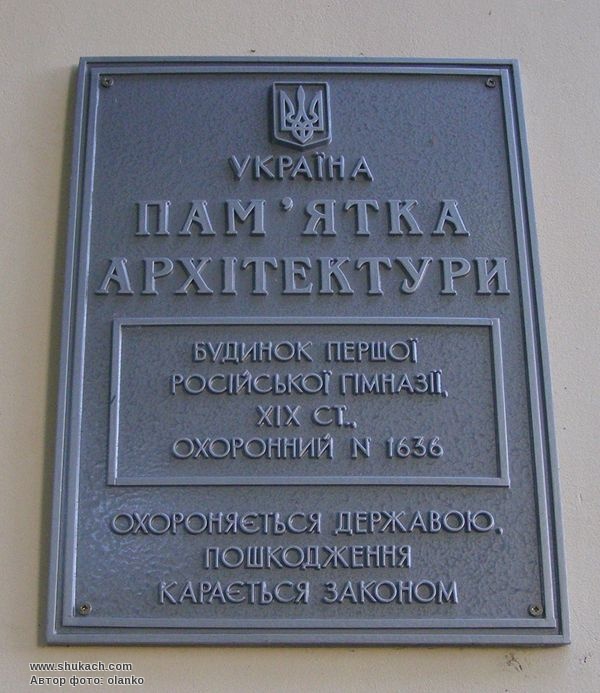 УКРАЇНА
ПАМ’ЯТКА
АРХІТЕКТУРИ
БУДИНОК ПЕРШОЇ
РОСІЙСЬКОЇ ГІМНАЗІЇ,
ХІХ СТ.,
ОХОРОННИЙ N 1636
ОХОРОНЯЄТЬСЯ ДЕРЖАВОЮ,
ПОШКОДЖЕННЯ
КАРАЄТЬСЯ ЗАКОНОМ
www.shukach.com
Автор фото: olanko